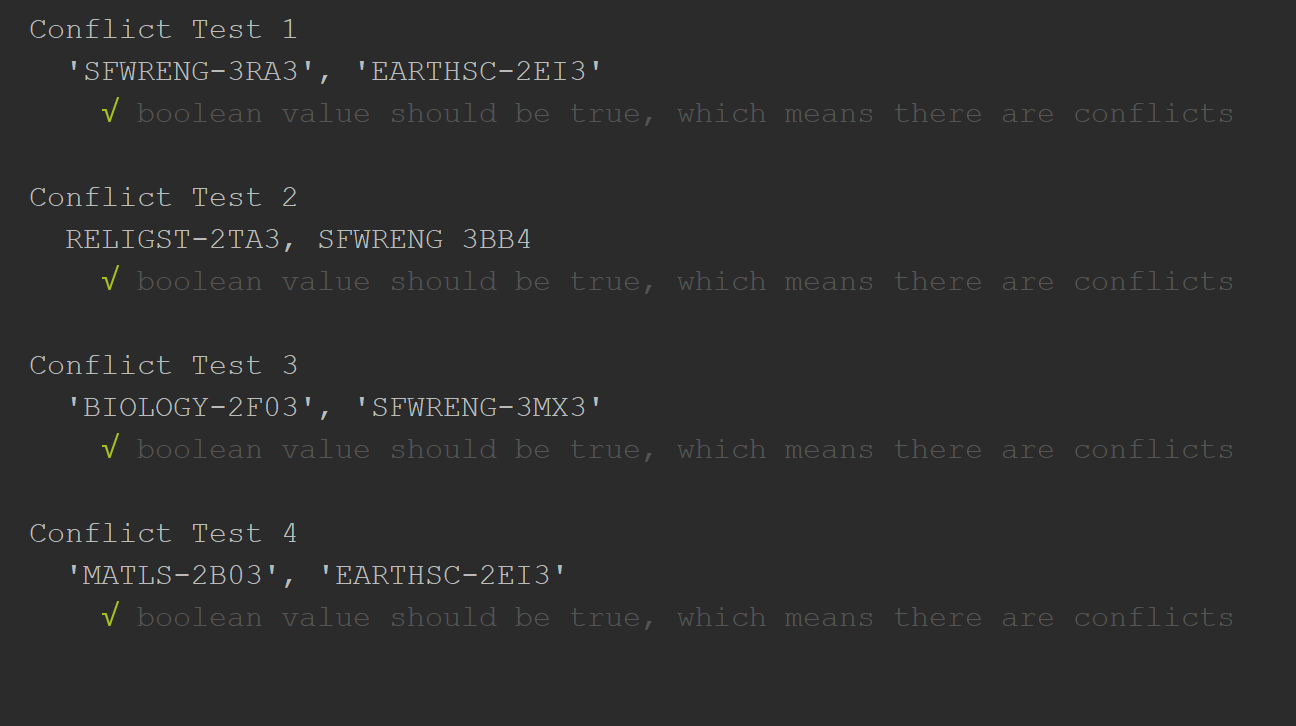 Conflict Test 1
'SFWRENG-3RA3', 'EARTHSC-2EI3'
√ boolean value should be true, which means there are conflicts
Conflict Test 2
RELIGST-2TA3, SFWRENG 3BB4
√ boolean value should be true, which means there are conflicts
Conflict Test 3
'BIOLOGY-2F03', 'SFWRENG-3MX3'
√ boolean value should be true, which means there are conflicts
Conflict Test 4
'MATLS-2B03', 'EARTHSC-2EI3'
√ boolean value should be true, which means there are conflicts